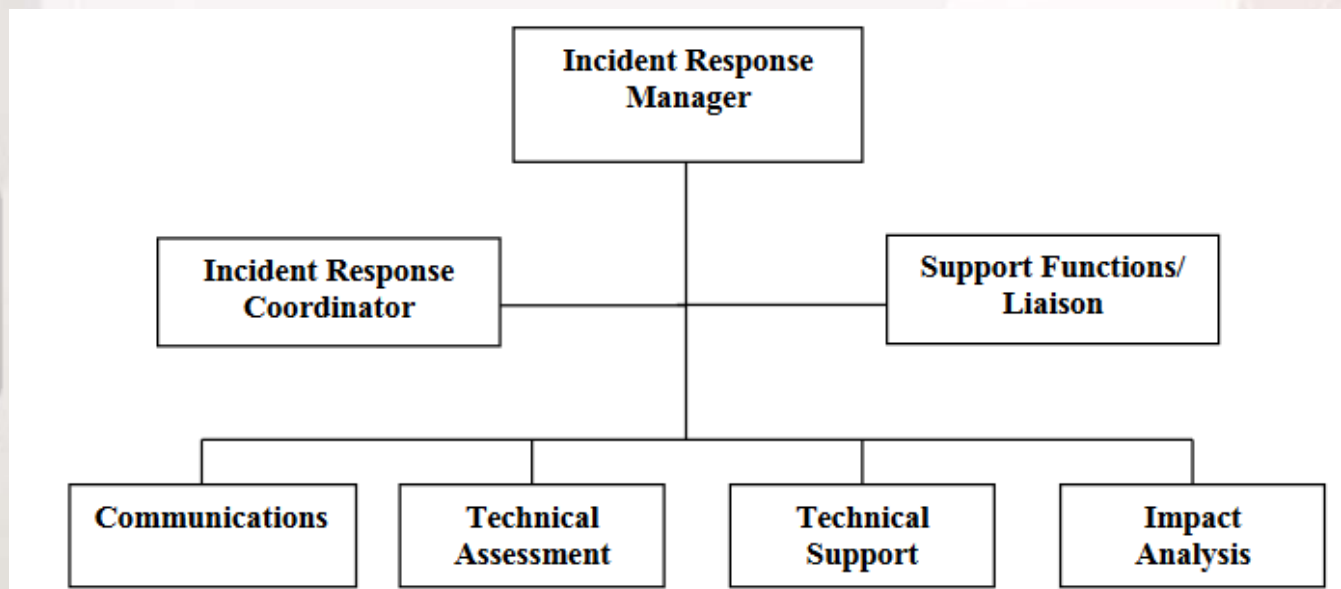 Incident Response
Manager
Incident Response
Coordinator
Support Functions/
Liaison
Communications
Technical
Assessment
Technical
Support
Impact
Analysis